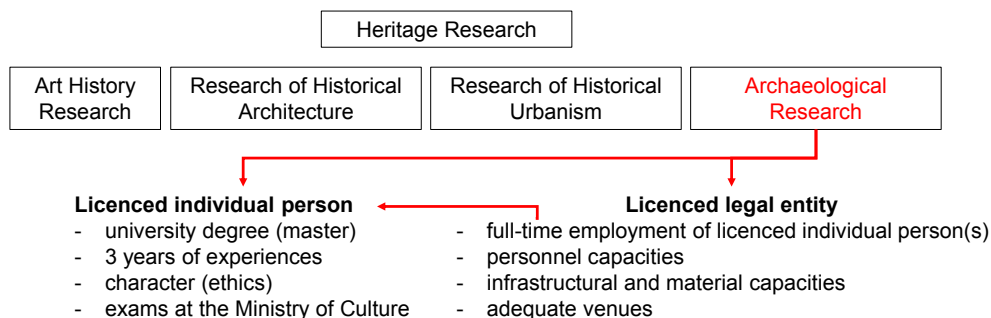 Heritage Research
Art History
Research
Research of Historical
Architecture
Research of Historical
Urbanism
Archaeological
Research
Licenced individual person
- university degree (master)
- 3 years of experiences
- character (ethics)
- exams at the Ministry of Culture
Licenced legal entity
- full-time employment of licenced individual person(s)
- personnel capacities
- infrastructural and material capacities
- adequate venues